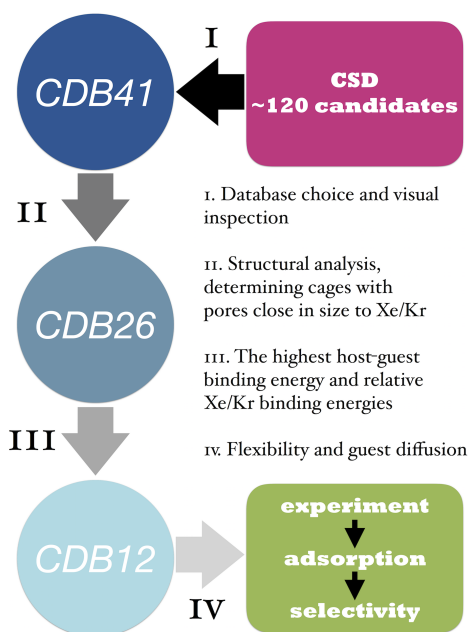 I
CDB41
CSD
~120 candidates
II
I. Database choice and visual
inspection
II. Structural analysis,
determining cages with
pores close in size to Xe/Kr
CDB26
III. The highest host-guest
binding energy and relative
Xe/Kr binding energies
III
IV. Flexibility and guest diffusion
CDB12
IV
experiment
adsorption
selectivity